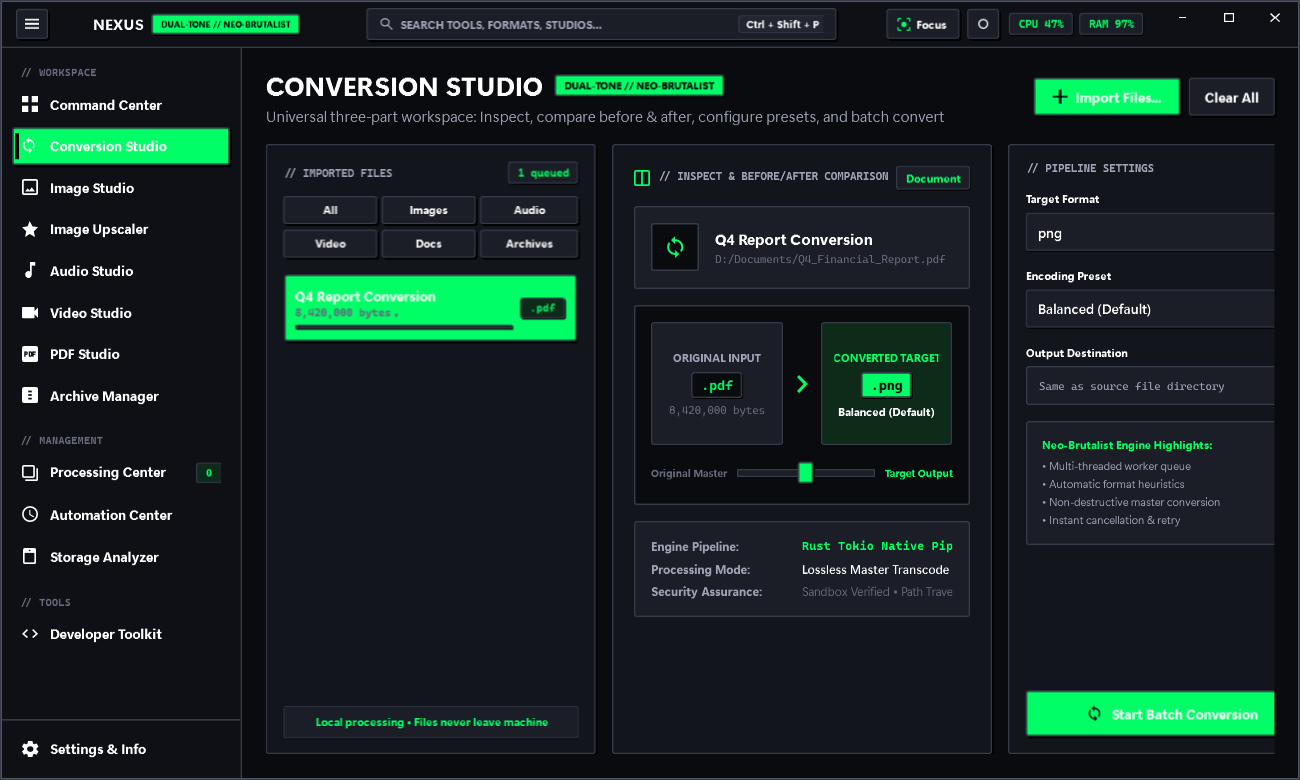 NEXUS
DUAL-TONE // NEO-BRUTALIST
SEARCH TOOLS, FORMATS, STUDIOS...
Ctrl + Shift + P
Focus
CPU 47%
RAM 97%
// WORKSPACE
Command Center
Conversion Studio
Image Studio
Image Upscaler
Audio Studio
Video Studio
PDF
PDF Studio
Archive Manager
// MANAGEMENT
Processing Center
0
Automation Center
Storage Analyzer
// TOOLS
Developer Toolkit
Settings & Info
CONVERSION STUDIO
DUAL-TONE // NEO-BRUTALIST
Universal three-part workspace: Inspect, compare before & after, configure presets, and batch convert
Import Files...
Clear All
// IMPORTED FILES
1 queued
All
Images
Audio
Video
Docs
Archives
Q4 Report Conversion
8,420,000 bytes •
.pdf
Local processing • Files never leave machine
// INSPECT & BEFORE/AFTER COMPARISON
Document
Q4 Report Conversion
D:/Documents/Q4_Financial_Report.pdf
ORIGINAL INPUT
.pdf
8,420,000 bytes
CONVERTED TARGET
.png
Balanced (Default)
Original Master
Target Output
Engine Pipeline:
Rust Tokio Native Pip
Processing Mode:
Lossless Master Transcode
Security Assurance:
Sandbox Verified • Path Trave
// PIPELINE SETTINGS
Target Format
png
Encoding Preset
Balanced (Default)
Output Destination
Same as source file directory
Neo-Brutalist Engine Highlights:
• Multi-threaded worker queue
• Automatic format heuristics
• Non-destructive master conversion
• Instant cancellation & retry
Start Batch Conversion